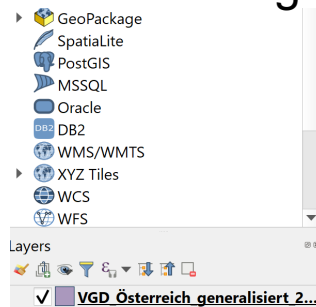 GeoPackage
SpatiaLite
PostGIS
MSSQL
Oracle
DB2 DB2
WMS/WMTS
XYZ Tiles
WCS
WFS
Layers
VGD_Österreich_generalisiert_2...